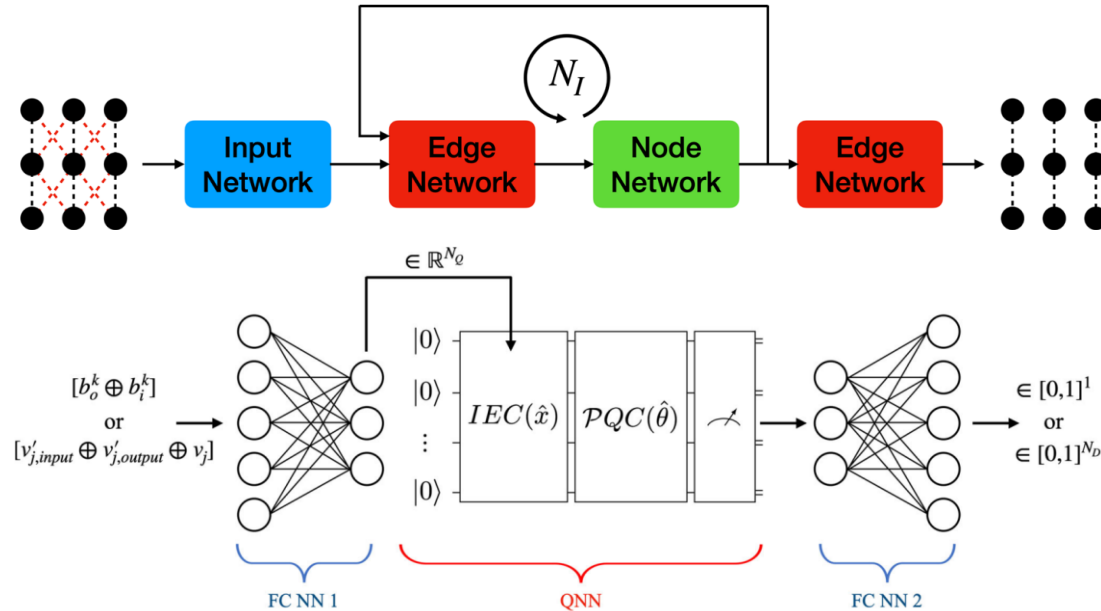 N_I
Input
Network
Edge
Network
Node
Network
Edge
Network
∈ ℝ^{N_Q}
[b_o^k ⊕ b_i^k]
or
[v'_{j,input} ⊕ v'_{j,output} ⊕ v_j]
|0⟩
|0⟩
⋮
|0⟩
IEC(x̂)
𝒫QC(θ̂)
∈ [0,1]^1
or
∈ [0,1]^{N_D}
FC NN 1
QNN
FC NN 2